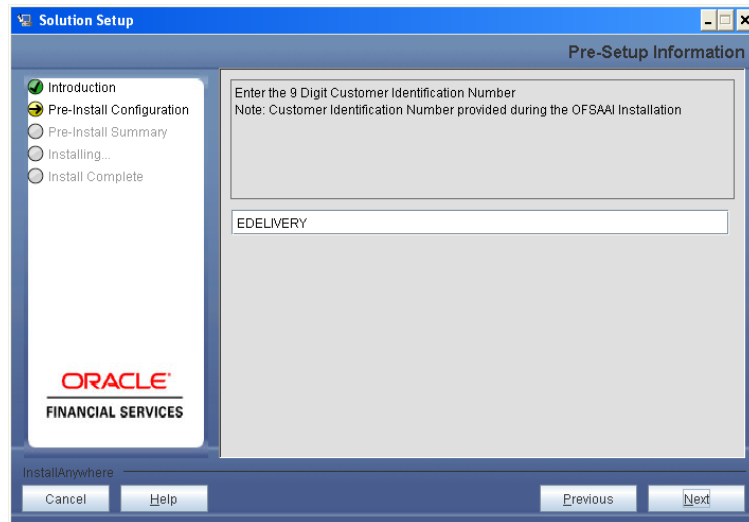 Solution Setup
Pre-Setup Information
Introduction
Pre-Install Configuration
Pre-Install Summary
Installing...
Install Complete
Enter the 9 Digit Customer Identification Number
Note: Customer Identification Number provided during the OFSAAI Installation
EDELIVERY
ORACLE
FINANCIAL SERVICES
InstallAnywhere
Cancel
Help
Previous
Next